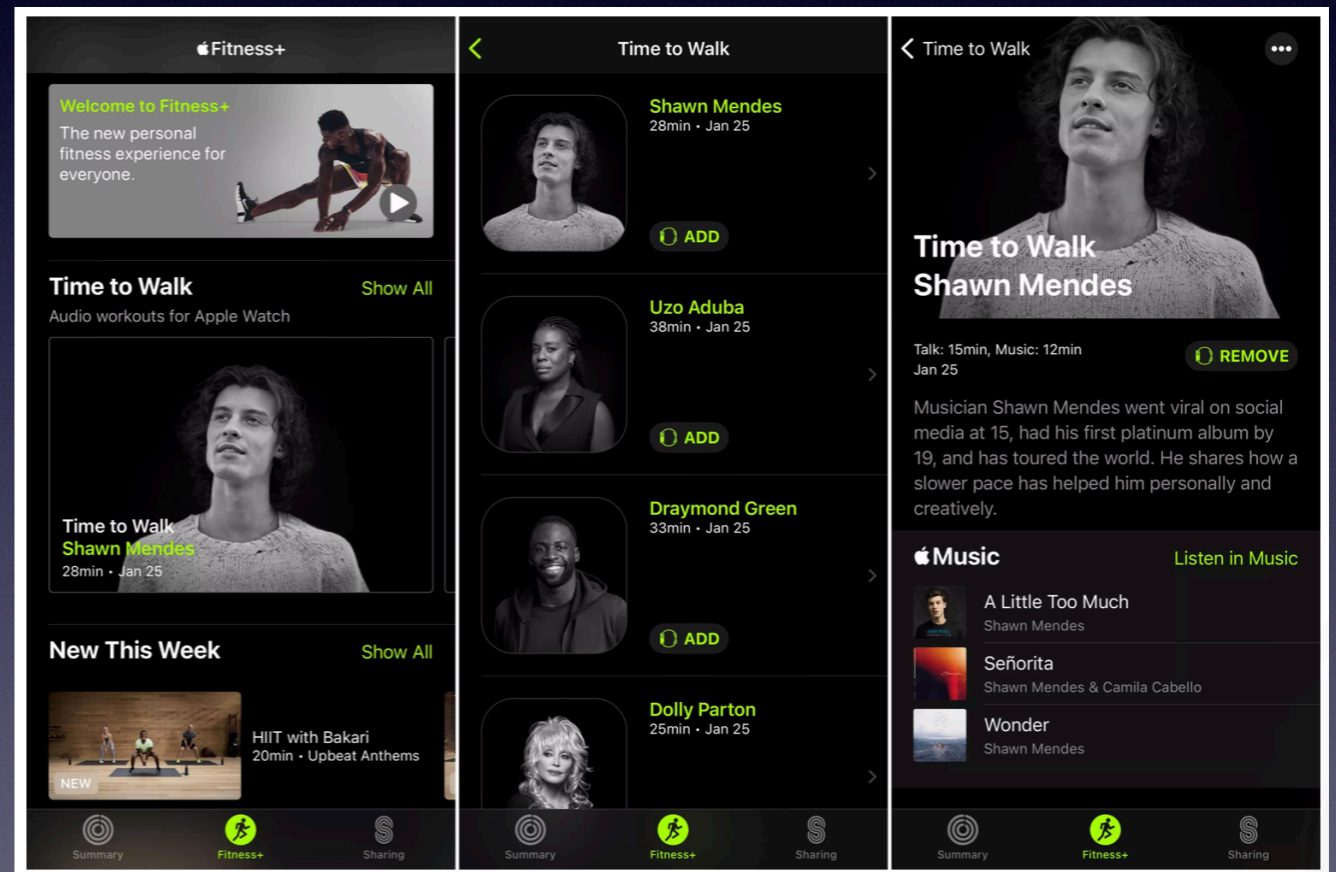 Fitness+
Welcome to Fitness+
The new personal
fitness experience for
everyone.
Time to Walk
Show All
Audio workouts for Apple Watch
Time to Walk
Shawn Mendes
28min • Jan 25
New This Week
Show All
HIIT with Bakari
20min • Upbeat Anthems
NEW
Summary
Fitness+
Sharing
Time to Walk
Shawn Mendes
28min • Jan 25
ADD
Uzo Aduba
38min • Jan 25
ADD
Draymond Green
33min • Jan 25
ADD
Dolly Parton
25min • Jan 25
Summary
Fitness+
Sharing
Time to Walk
Time to Walk
Shawn Mendes
Talk: 15min, Music: 12min
Jan 25
REMOVE
Musician Shawn Mendes went viral on social
media at 15, had his first platinum album by
19, and has toured the world. He shares how a
slower pace has helped him personally and
creatively.
Music
Listen in Music
A Little Too Much
Shawn Mendes
Señorita
Shawn Mendes & Camila Cabello
Wonder
Shawn Mendes
Summary
Fitness+
Sharing